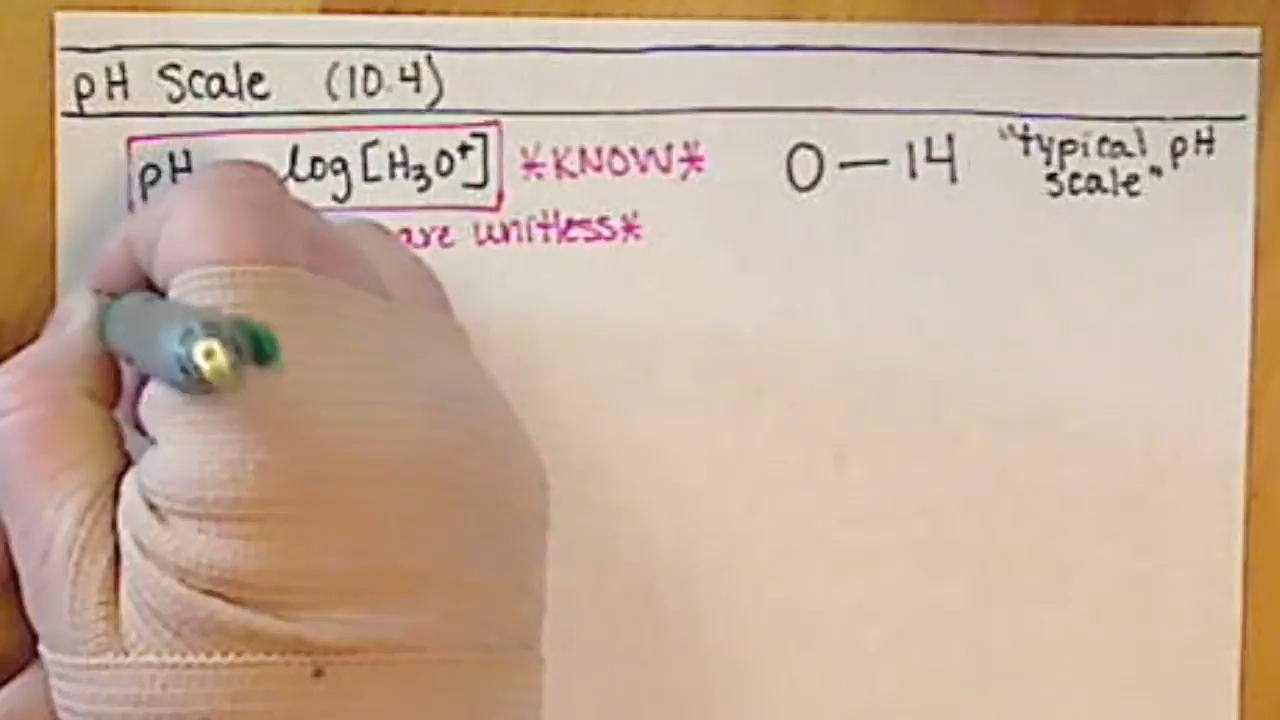 pH Scale (10.4)
pH log[H₃O⁺] *KNOW* 0—14 "typical pH
scale"
are unitless*